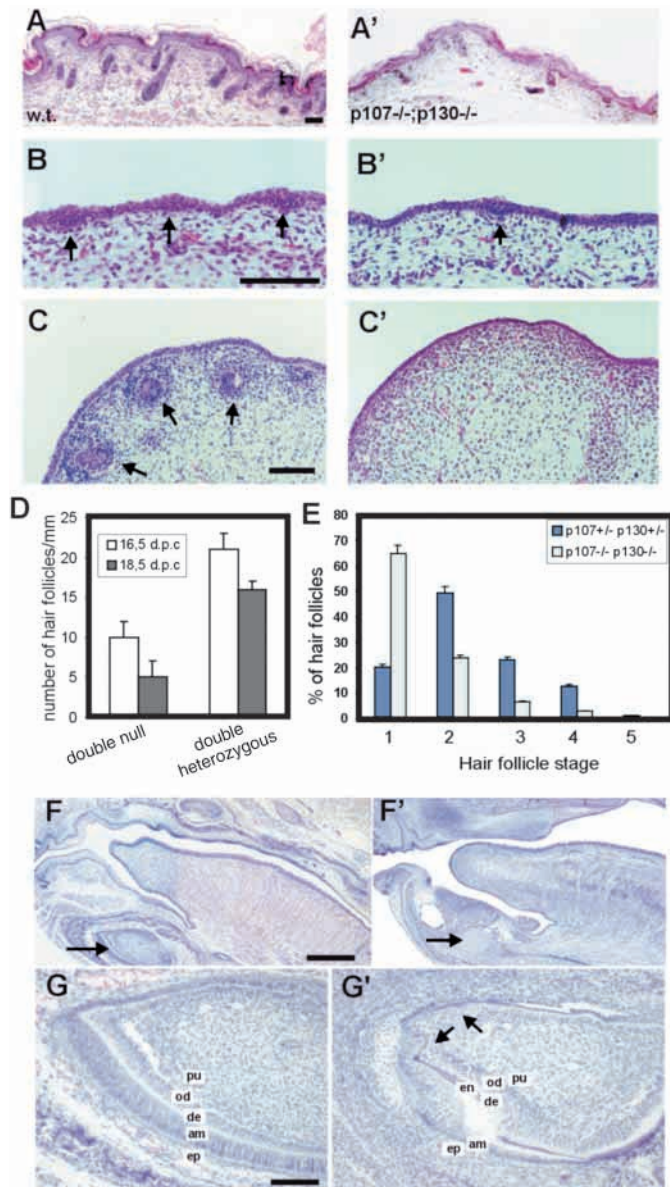 A
w.t.
A'
p107-/-;p130-/-
B
B'
C
C'
D
number of hair follicles/mm
25
20
15
10
5
0
16,5 d.p.c
18,5 d.p.c
double null
double
heterozygous
E
% of hair follicles
80
70
60
50
40
30
20
10
0
p107+/- p130+/-
p107-/- p130-/-
1 2 3 4 5
Hair follicle stage
F
F'
G
pu
od
de
am
ep
G'
en od pu
de
ep am